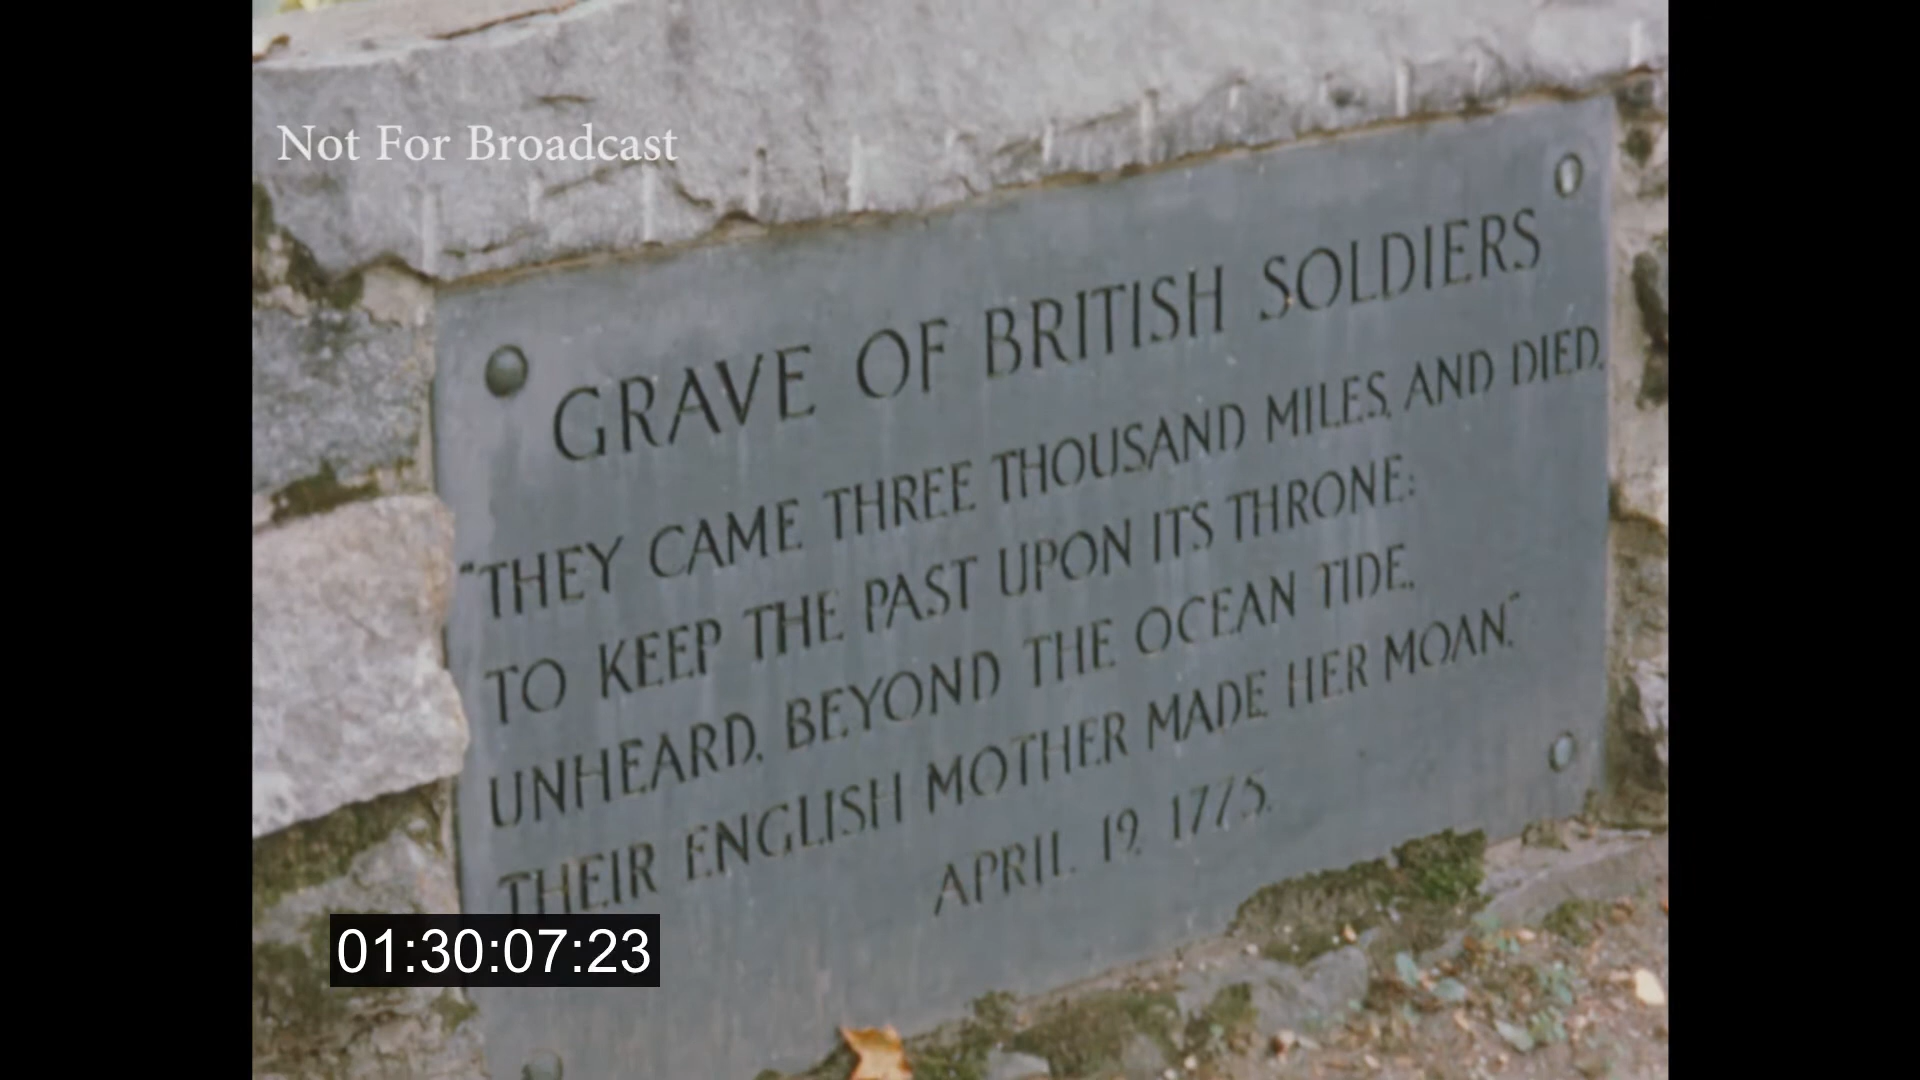 Not For Broadcast
GRAVE OF BRITISH SOLDIERS
"THEY CAME THREE THOUSAND MILES, AND DIED,
TO KEEP THE PAST UPON ITS THRONE:
UNHEARD, BEYOND THE OCEAN TIDE,
THEIR ENGLISH MOTHER MADE HER MOAN."
APRIL 19, 1775.
01:30:07:23